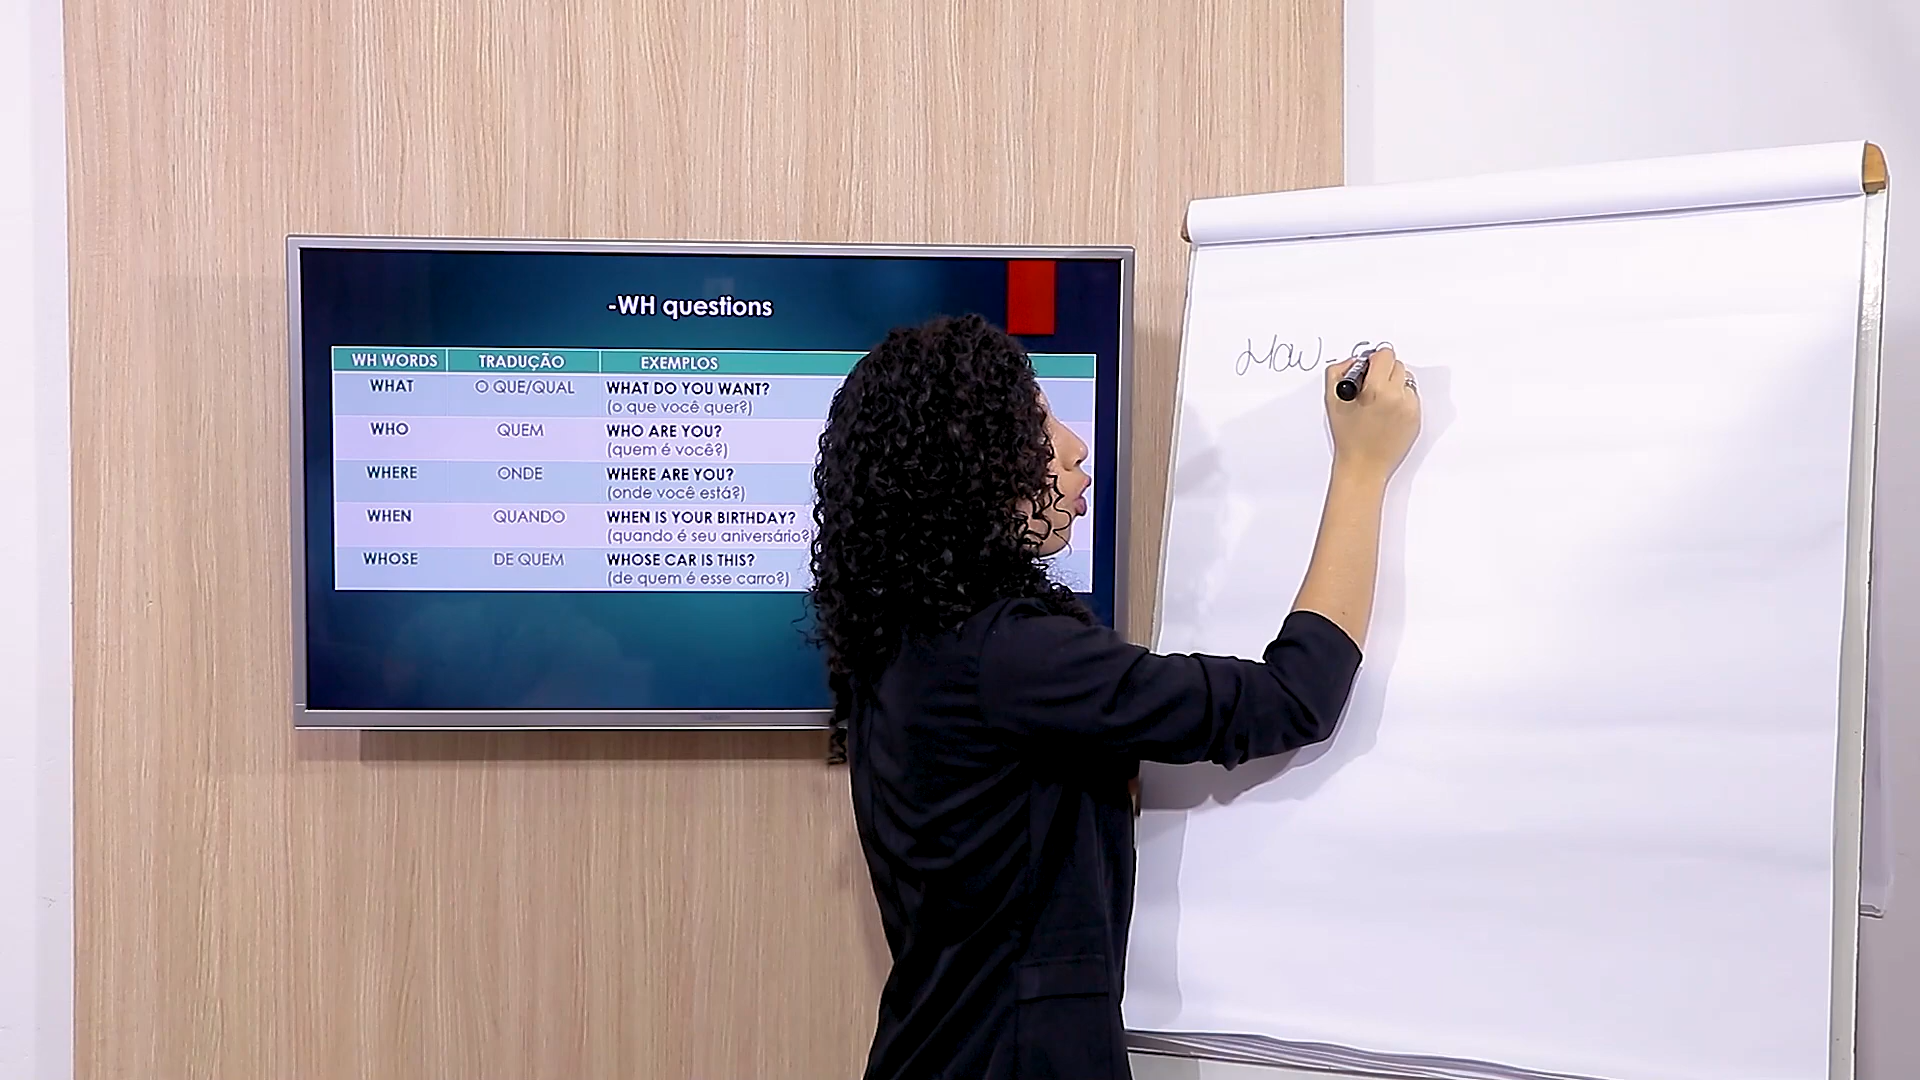 -WH questions
WH WORDS TRADUÇÃO EXEMPLOS
WHAT O QUE/QUAL WHAT DO YOU WANT?
(o que você quer?)
WHO QUEM WHO ARE YOU?
(quem é você?)
WHERE ONDE WHERE ARE YOU?
(onde você está?)
WHEN QUANDO WHEN IS YOUR BIRTHDAY?
(quando é seu aniversário?
WHOSE DE QUEM WHOSE CAR IS THIS?
(de quem é esse carro?)
How -